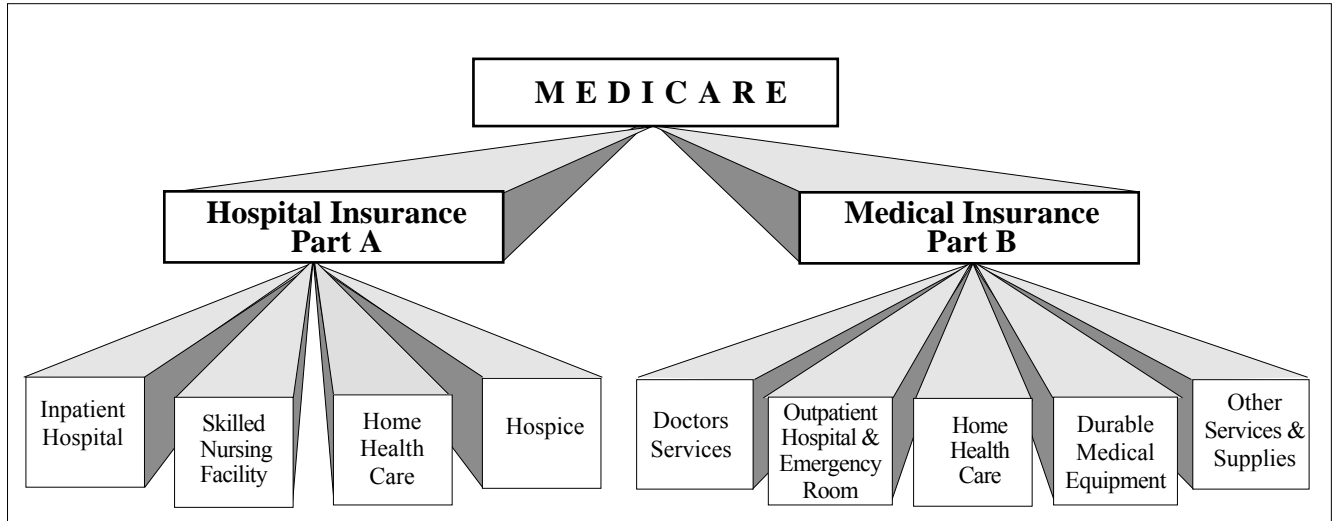 MEDICARE
Hospital Insurance
Part A
Medical Insurance
Part B
Inpatient
Hospital
Skilled
Nursing
Facility
Home
Health
Care
Hospice
Doctors
Services
Outpatient
Hospital &
Emergency
Room
Home
Health
Care
Durable
Medical
Equipment
Other
Services &
Supplies